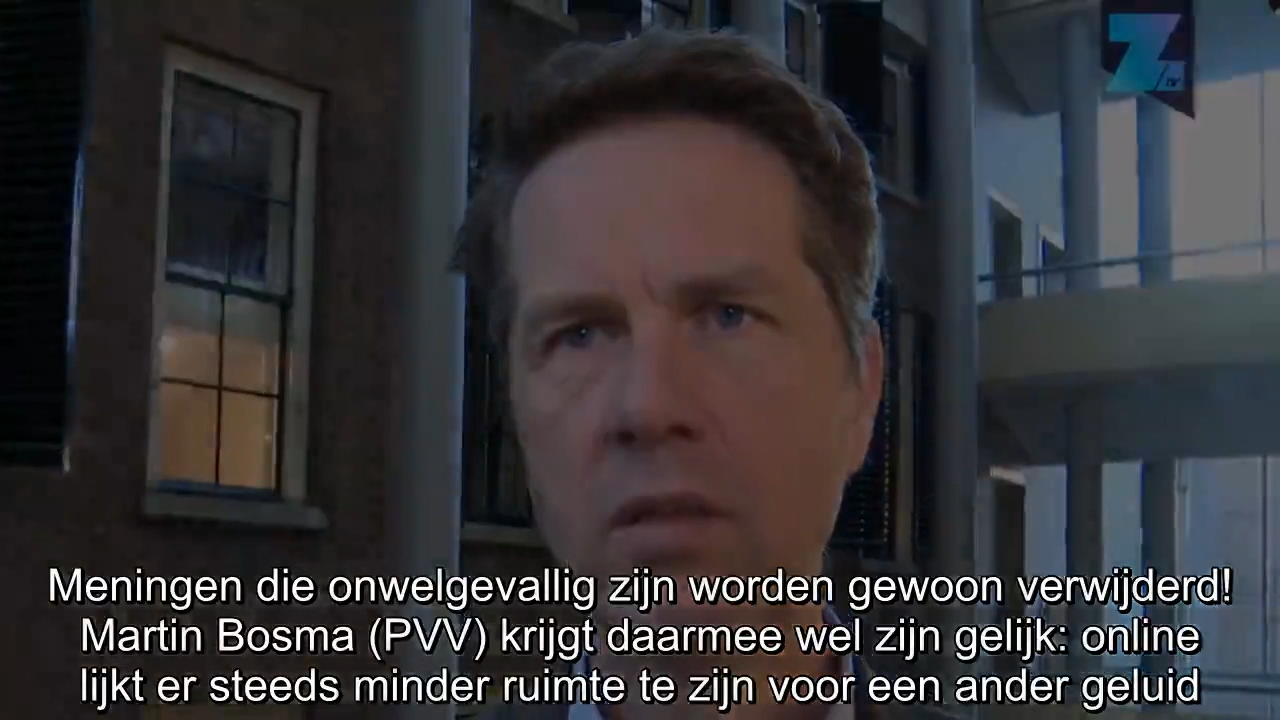 Z
Meningen die onwelgevallig zijn worden gewoon verwijderd!
Martin Bosma (PVV) krijgt daarmee wel zijn gelijk: online
lijkt er steeds minder ruimte te zijn voor een ander geluid